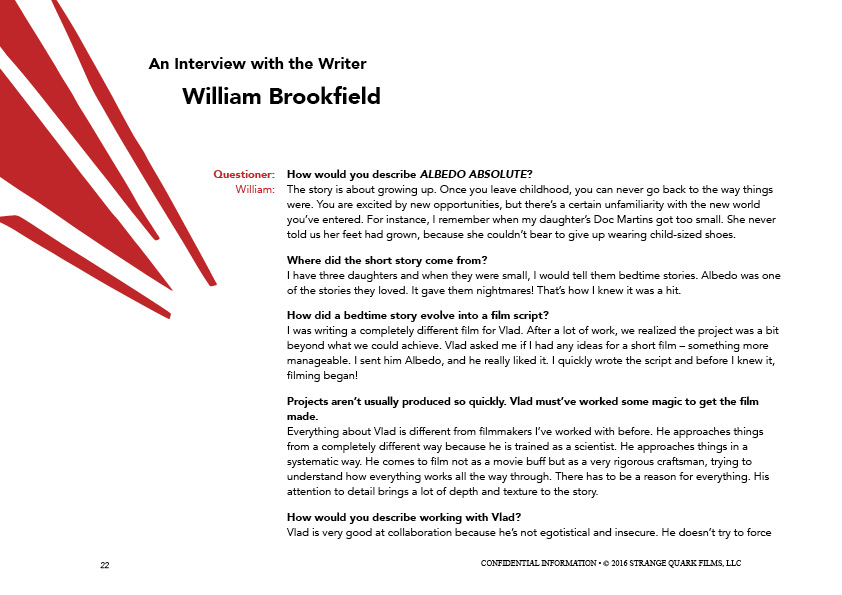 An Interview with the Writer
William Brookfield
Questioner: How would you describe ALBEDO ABSOLUTE?
William: The story is about growing up. Once you leave childhood, you can never go back to the way things
were. You are excited by new opportunities, but there’s a certain unfamiliarity with the new world
you’ve entered. For instance, I remember when my daughter’s Doc Martins got too small. She never
told us her feet had grown, because she couldn’t bear to give up wearing child-sized shoes.
Where did the short story come from?
I have three daughters and when they were small, I would tell them bedtime stories. Albedo was one
of the stories they loved. It gave them nightmares! That’s how I knew it was a hit.
How did a bedtime story evolve into a film script?
I was writing a completely different film for Vlad. After a lot of work, we realized the project was a bit
beyond what we could achieve. Vlad asked me if I had any ideas for a short film – something more
manageable. I sent him Albedo, and he really liked it. I quickly wrote the script and before I knew it,
filming began!
Projects aren’t usually produced so quickly. Vlad must’ve worked some magic to get the film
made.
Everything about Vlad is different from filmmakers I’ve worked with before. He approaches things
from a completely different way because he is trained as a scientist. He approaches things in a
systematic way. He comes to film not as a movie buff but as a very rigorous craftsman, trying to
understand how everything works all the way through. There has to be a reason for everything. His
attention to detail brings a lot of depth and texture to the story.
How would you describe working with Vlad?
Vlad is very good at collaboration because he’s not egotistical and insecure. He doesn’t try to force
22
CONFIDENTIAL INFORMATION • © 2016 STRANGE QUARK FILMS, LLC